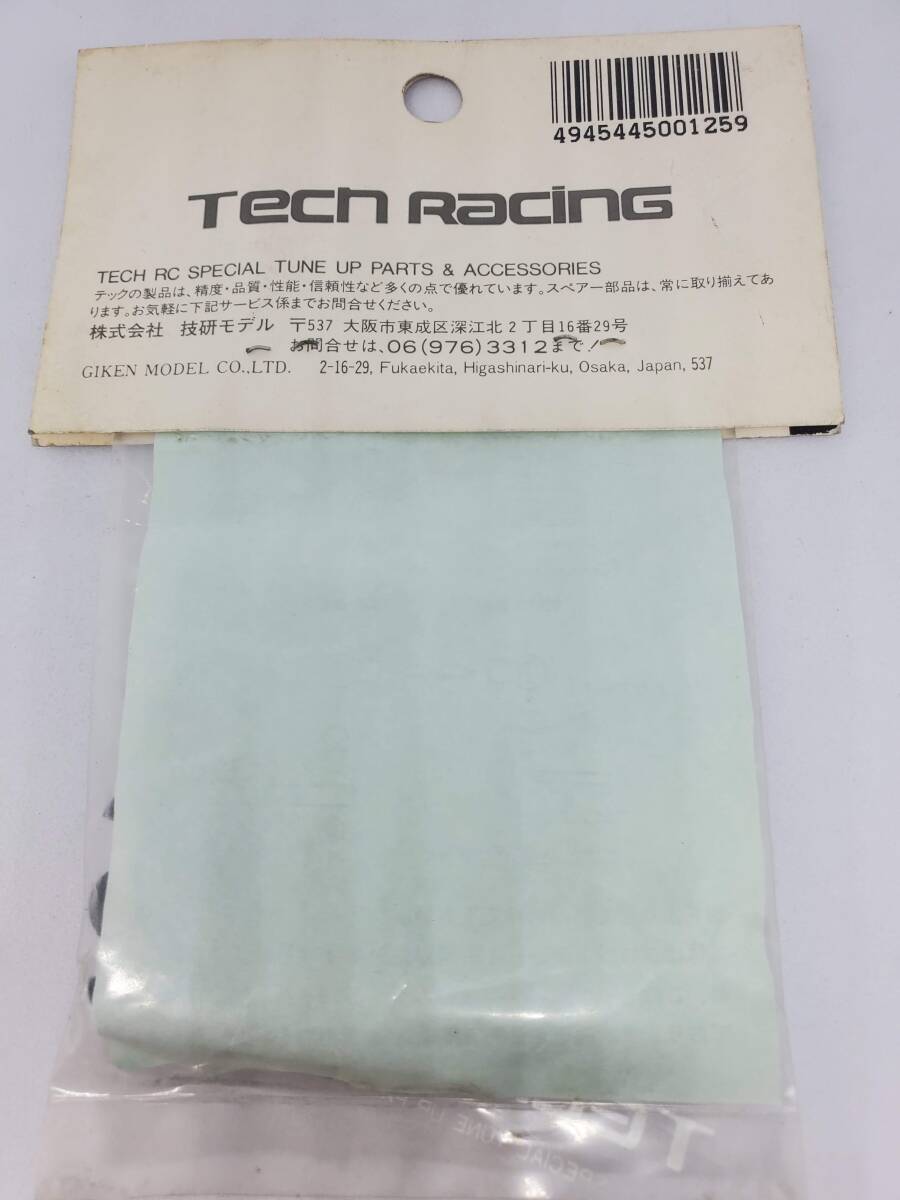 4945445001259
Tech Racing
TECH RC SPECIAL TUNE UP PARTS & ACCESSORIES
テックの製品は、精度・品質・性能・信頼性など多くの点で優れています。スペアー部品は、常に取り揃えてあ
ります。お気軽に下記サービス係までお問合せください。
株式会社 技研モデル 〒537 大阪市東成区深江北2丁目16番29号
お問合せは、06(976)3312まで!
GIKEN MODEL CO.,LTD. 2-16-29, Fukaekita, Higashinari-ku, Osaka, Japan, 537